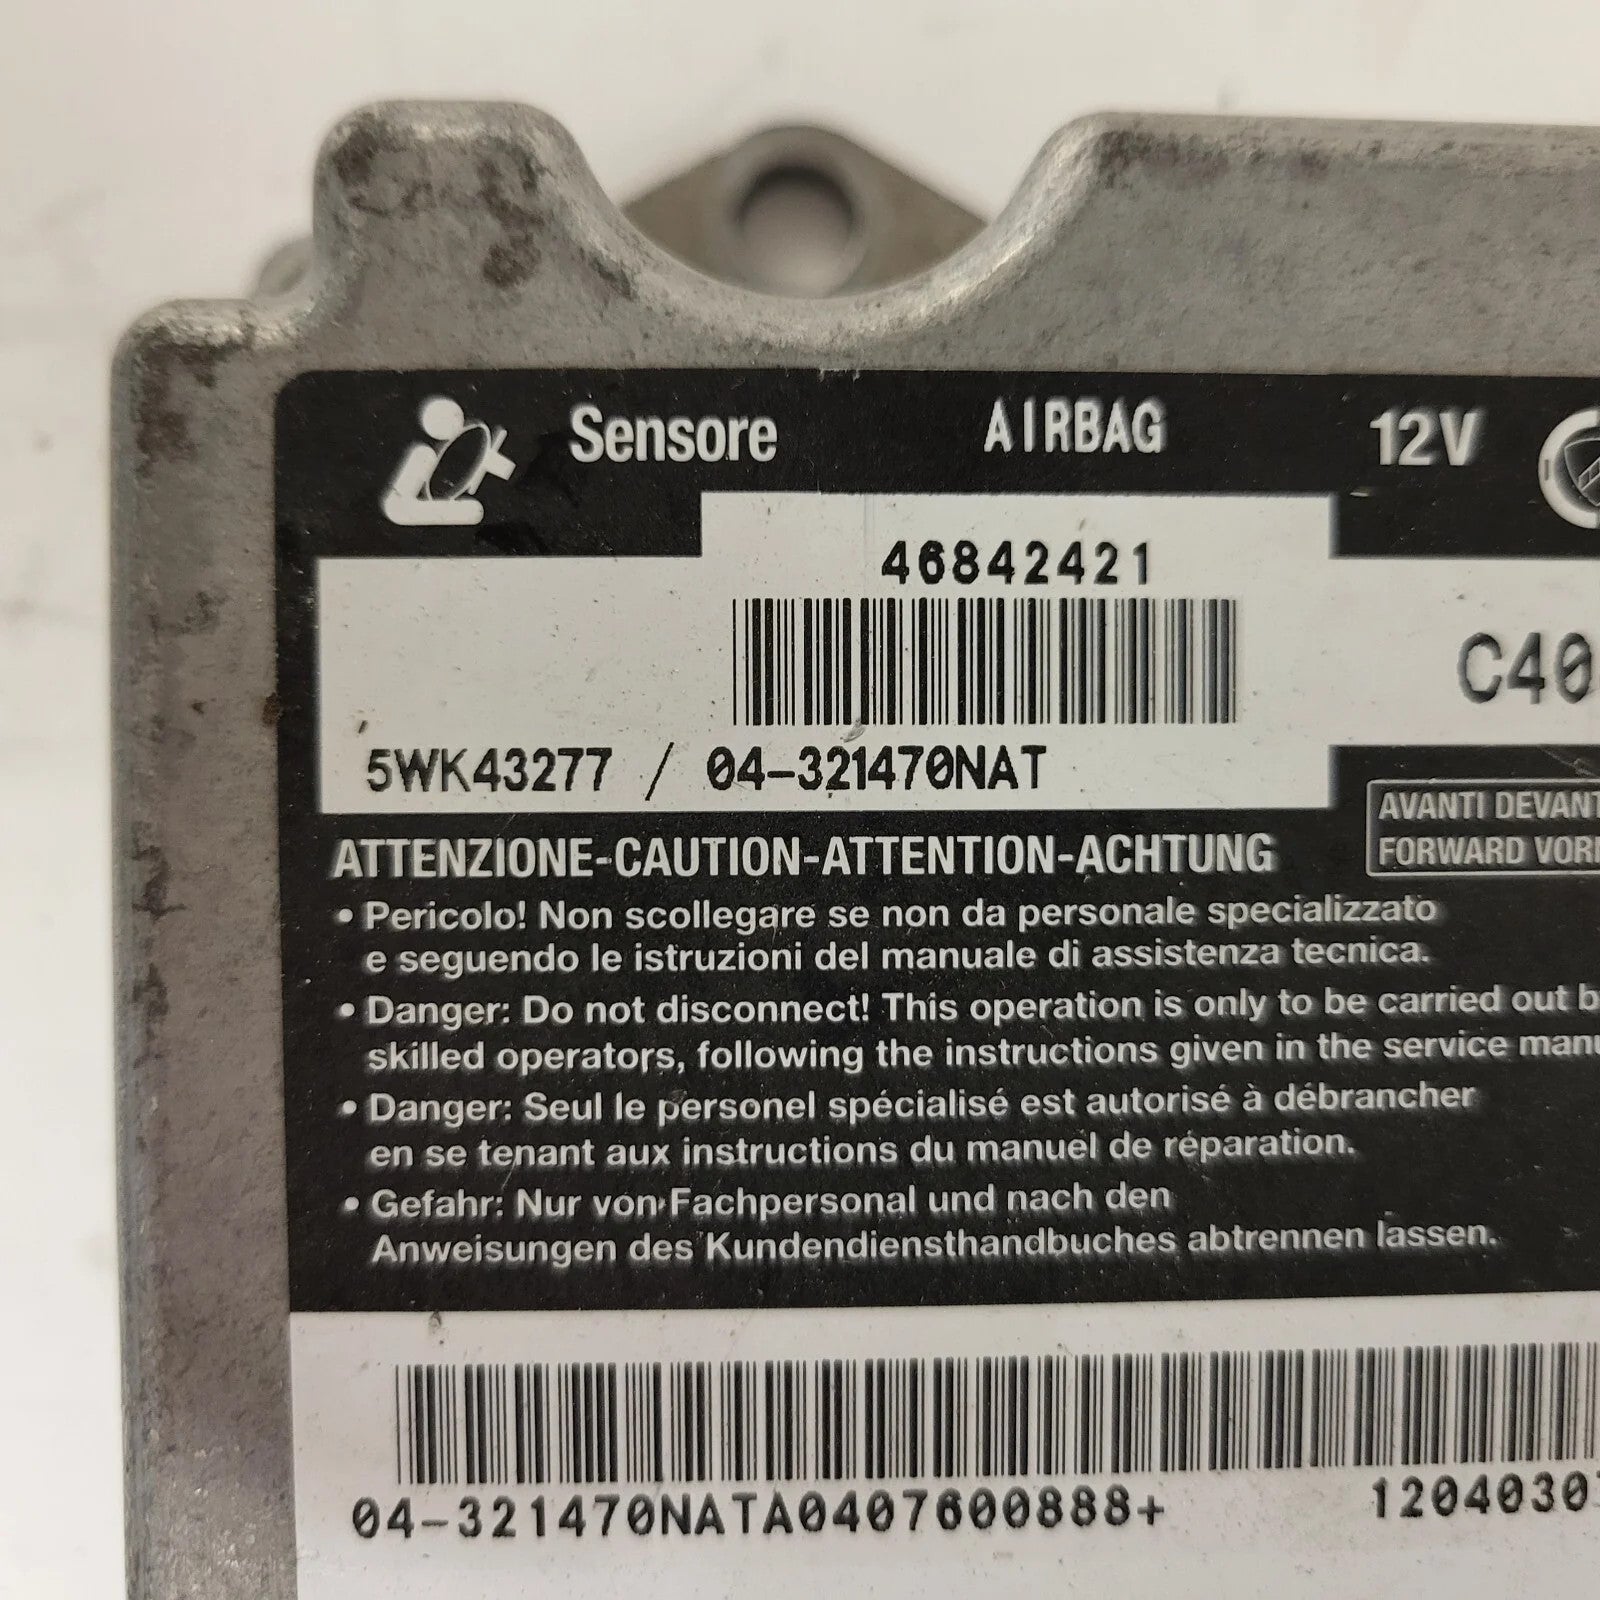 Sensore AIRBAG 12V
46842421
C40
5WK43277 / 04-321470NAT
AVANTI DEVANT
FORWARD
ATTENZIONE-CAUTION-ATTENTION-ACHTUNG
• Pericolo! Non scollegare se non da personale specializzato
e seguendo le istruzioni del manuale di assistenza tecnica.
• Danger: Do not disconnect! This operation is only to be carried out
skilled operators, following the instructions given in the service
• Danger: Seul le personel spécialisé est autorisé à débrancher
en se tenant aux instructions du manuel de réparation.
• Gefahr: Nur von Fachpersonal und nach den
Anweisungen des Kundendiensthandbuches abtrennen lassen.
04-321470NATA0407600888+ 1204030